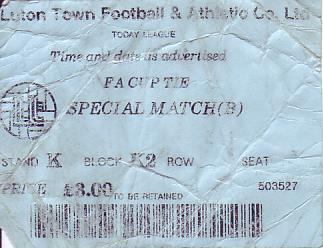 Luton Town Football & Athletic Co. Ltd
TODAY LEAGUE
Time and date as advertised
FA CUP TIE
SPECIAL MATCH(B)
STAND K BLOCK K2 ROW SEAT
PRICE £8.00 TO BE RETAINED 503527